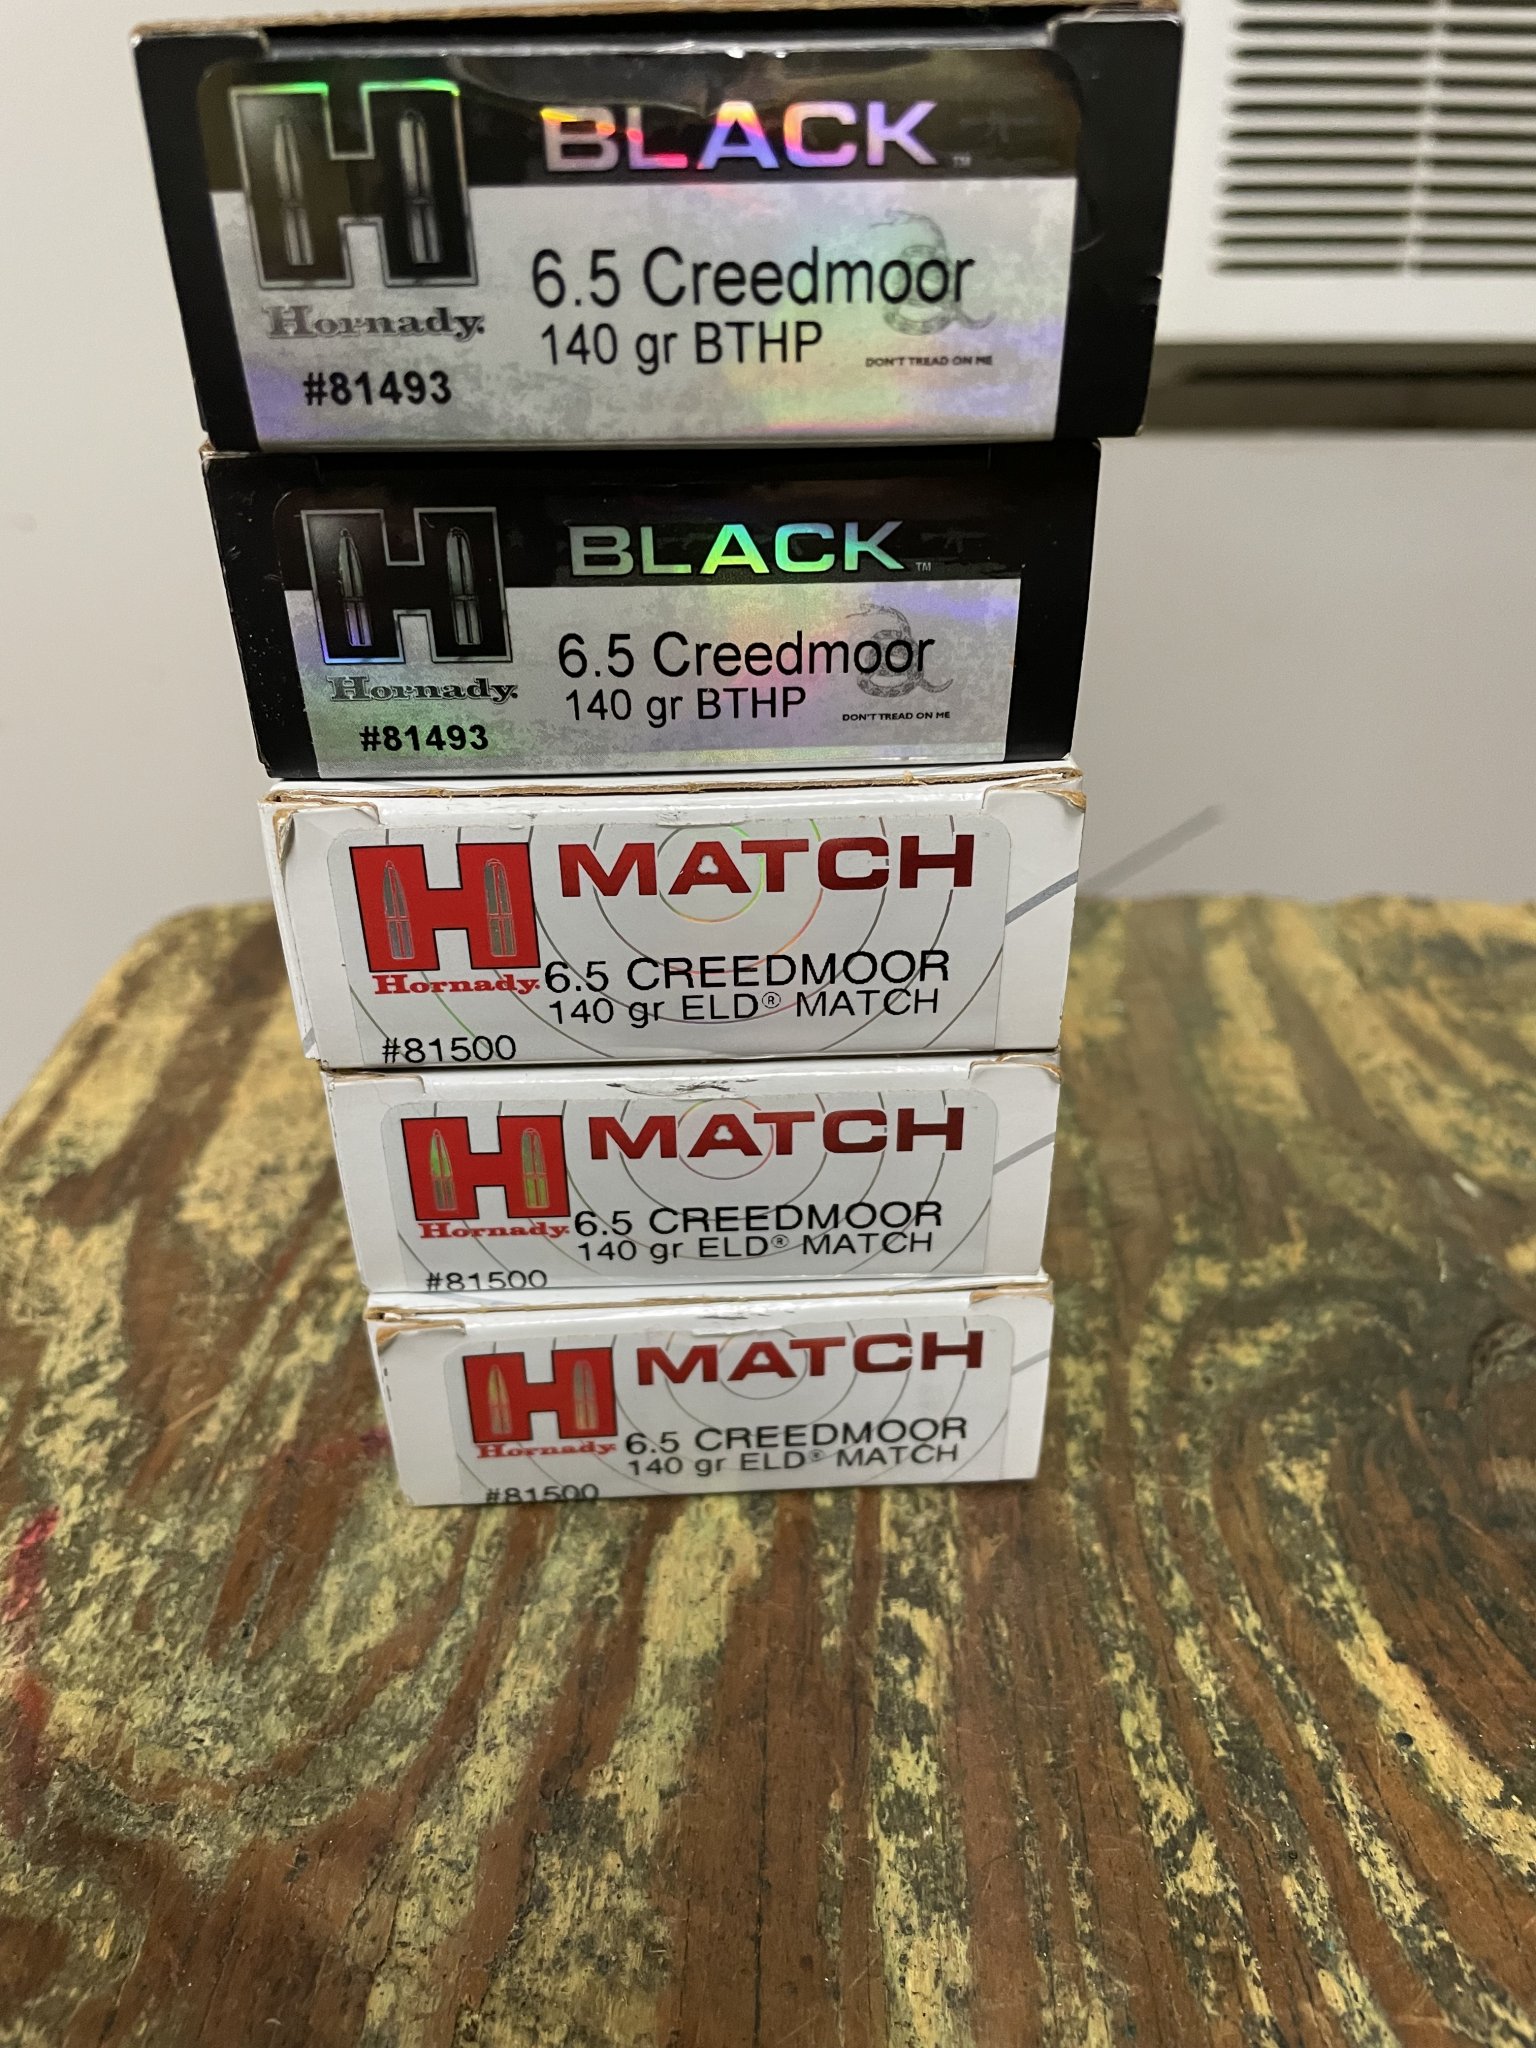 BLACK™
6.5 Creedmoor
140 gr BTHP
Hornady.
DON'T TREAD ON ME
#81493
BLACK™
6.5 Creedmoor
140 gr BTHP
Hornady.
DON'T TREAD ON ME
#81493
MATCH
Hornady. 6.5 CREEDMOOR
140 gr ELD® MATCH
#81500
MATCH
Hornady. 6.5 CREEDMOOR
140 gr ELD® MATCH
#81500
MATCH
Hornady. 6.5 CREEDMOOR
140 gr ELD® MATCH
#81500